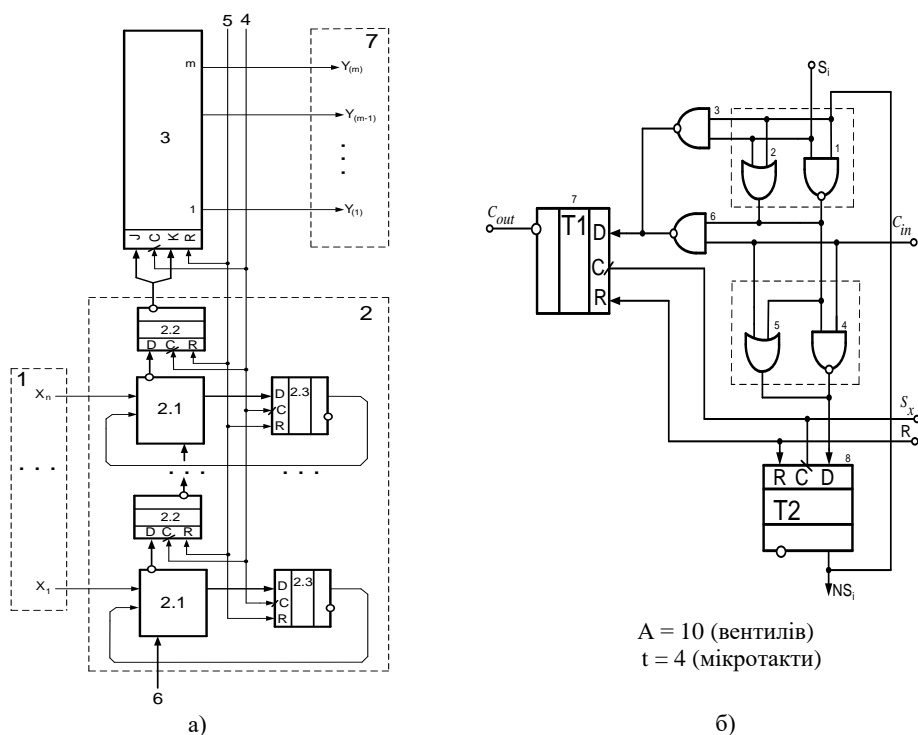 5 4
7
m
Y(m)
3
Y(m-1)
1
Y(1)
J C K R
2
2.2
D C R
1
Xn
2.1
D 2.3
C
R
. . . . . . . . .
2.2
D C R
X1
2.1
D 2.3
C
R
6
а)
Si
3
2
1
7
Cout
T1 D
C
R
6
Cin
5
4
Sx
R
8
R C D
T2
NSi
A = 10 (вентилів)
t = 4 (мікротакти)
б)